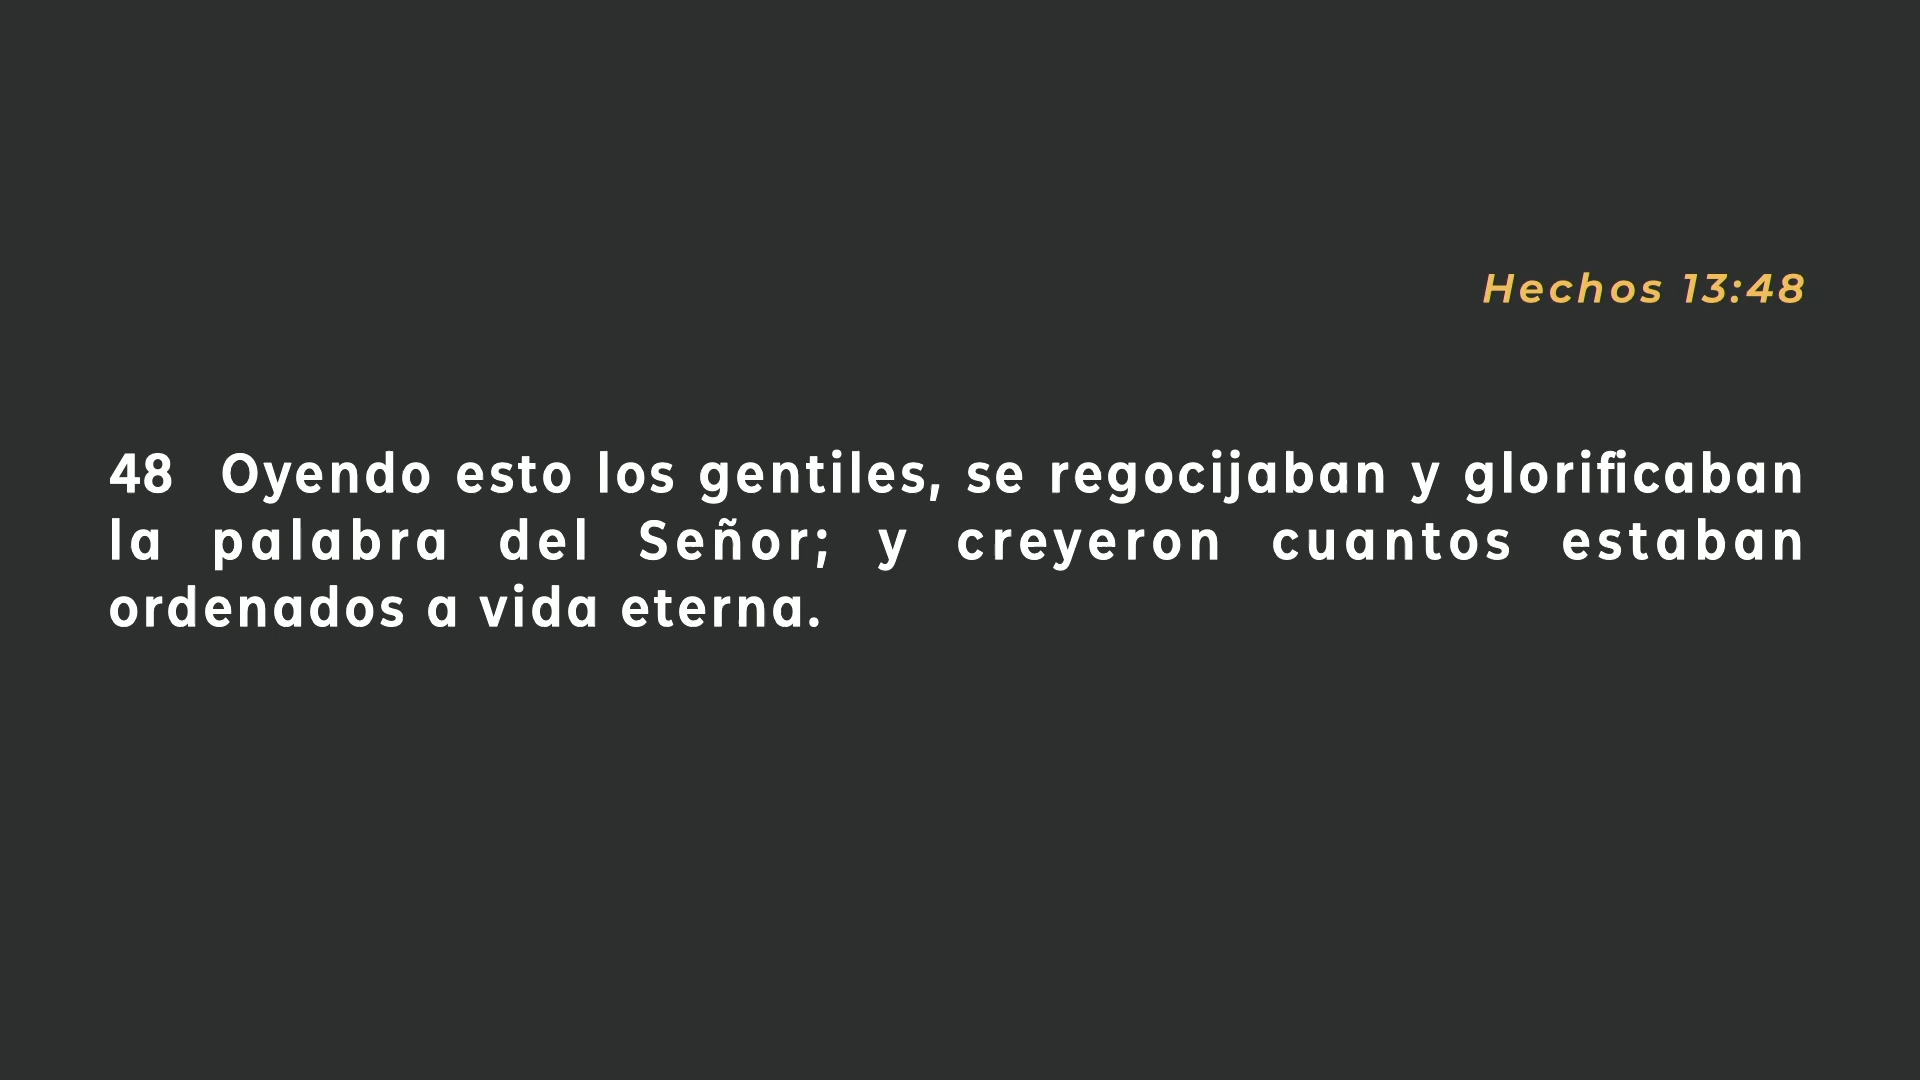 Hechos 13:48
48 Oyendo esto los gentiles, se regocijaban y glorificaban
la palabra del Señor; y creyeron cuantos estaban
ordenados a vida eterna.